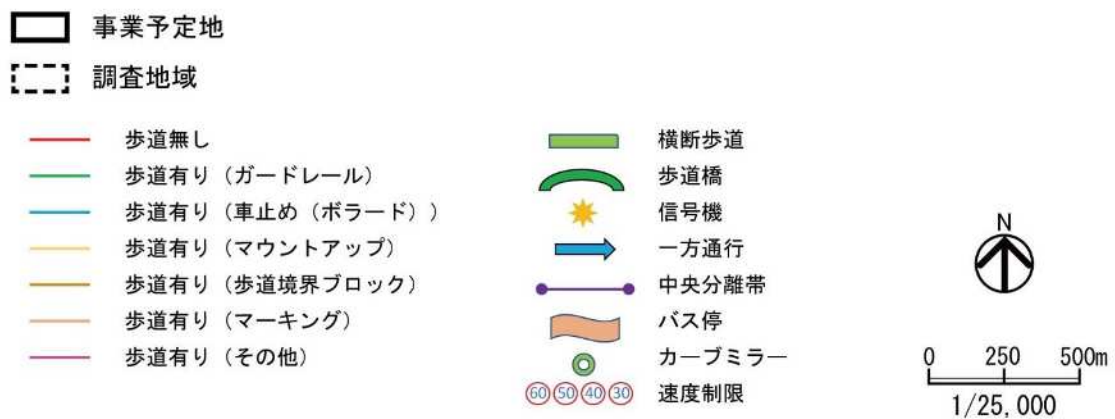 事業予定地
調査地域
歩道無し
歩道有り（ガードレール）
歩道有り（車止め（ボラード））
歩道有り（マウントアップ）
歩道有り（歩道境界ブロック）
歩道有り（マーキング）
歩道有り（その他）
横断歩道
歩道橋
信号機
一方通行
中央分離帯
バス停
カーブミラー
60 50 40 30 速度制限
N
0 250 500m
1/25,000